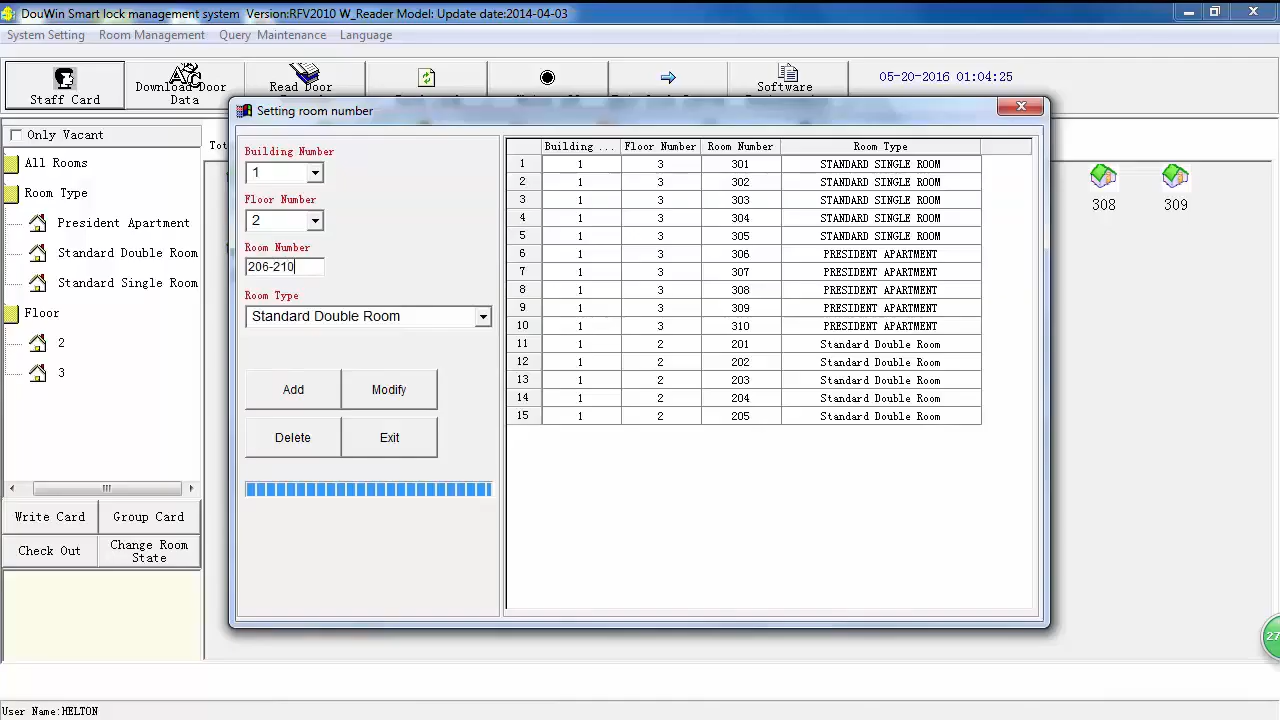 DouWin Smart lock management system Version:RFV2010 W_Reader Model: Update date:2014-04-03
System Setting Room Management Query Maintenance Language
Staff Card
Download Door
Data
Read Door
Software
05-20-2016 01:04:25
Only Vacant
All Rooms
Room Type
President Apartment
Standard Double Room
Standard Single Room
Floor
2
3
Write Card Group Card
Check Out Change Room
State
308 309
Setting room number
Building Number
1
Floor Number
2
Room Number
206-210
Room Type
Standard Double Room
Add Modify
Delete Exit
Building ... Floor Number Room Number Room Type
1 1 3 301 STANDARD SINGLE ROOM
2 1 3 302 STANDARD SINGLE ROOM
3 1 3 303 STANDARD SINGLE ROOM
4 1 3 304 STANDARD SINGLE ROOM
5 1 3 305 STANDARD SINGLE ROOM
6 1 3 306 PRESIDENT APARTMENT
7 1 3 307 PRESIDENT APARTMENT
8 1 3 308 PRESIDENT APARTMENT
9 1 3 309 PRESIDENT APARTMENT
10 1 3 310 PRESIDENT APARTMENT
11 1 2 201 Standard Double Room
12 1 2 202 Standard Double Room
13 1 2 203 Standard Double Room
14 1 2 204 Standard Double Room
15 1 2 205 Standard Double Room
27
User Name:HELTON